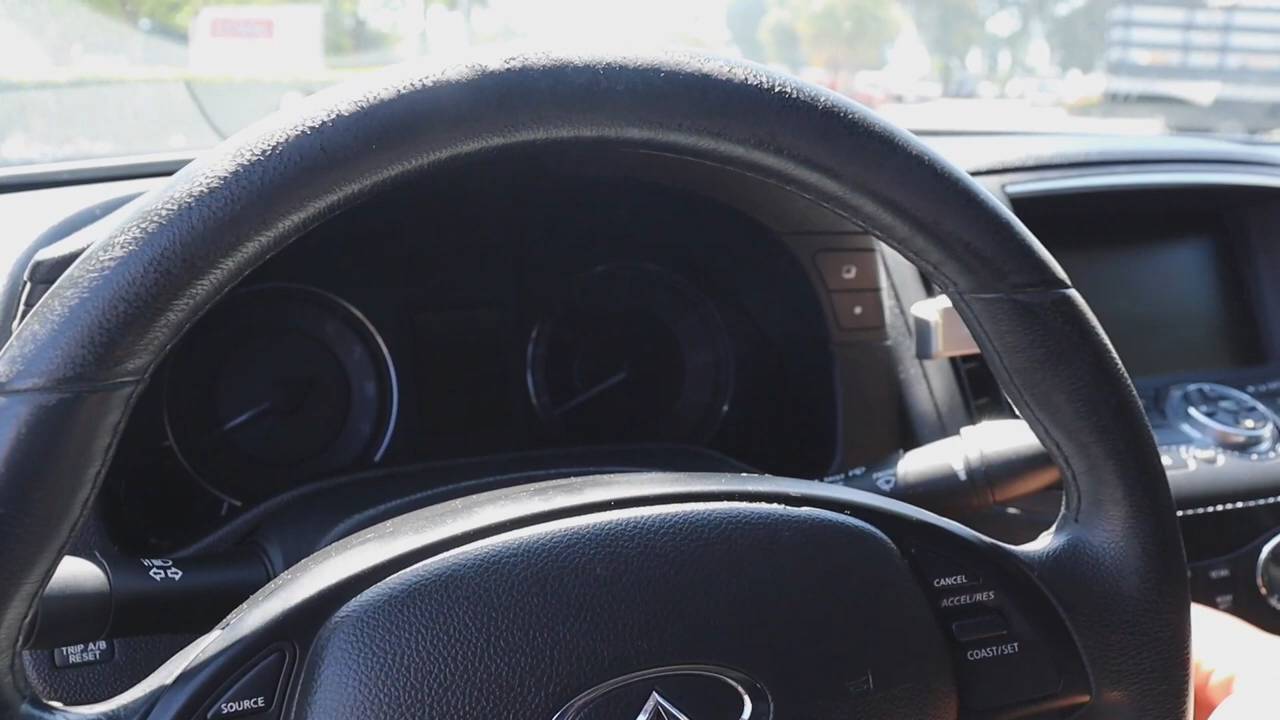 TRIP A/B
RESET
SOURCE
CANCEL
ACCEL/RES
COAST/SET